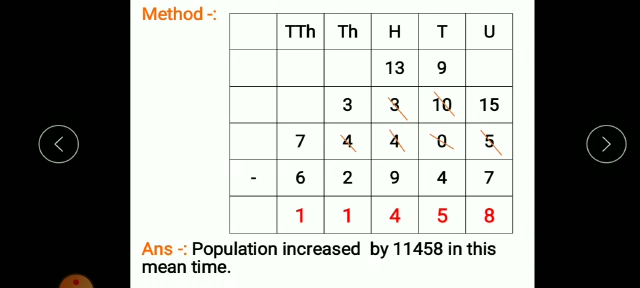 Method -:
TTh Th H T U
13 9
3 3 10 15
7 4 4 0 5
- 6 2 9 4 7
1 1 4 5 8
Ans -: Population increased by 11458 in this
mean time.